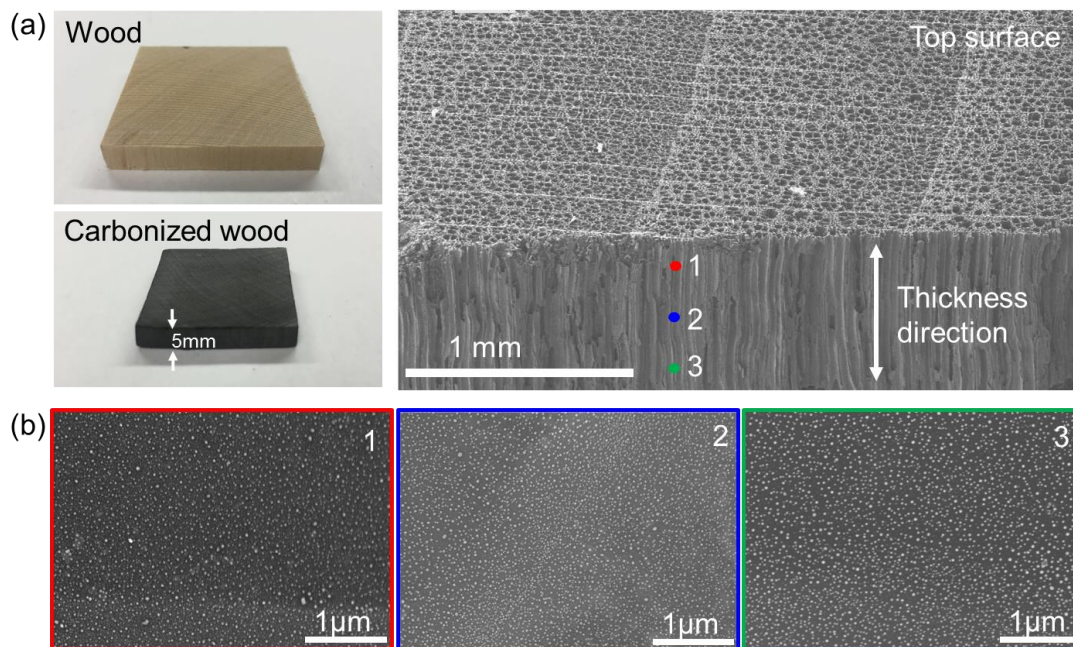 (a)
Wood
Carbonized wood
5mm
Top surface
1
2
3
Thickness
direction
1 mm
(b)
1
1μm
2
1μm
3
1μm